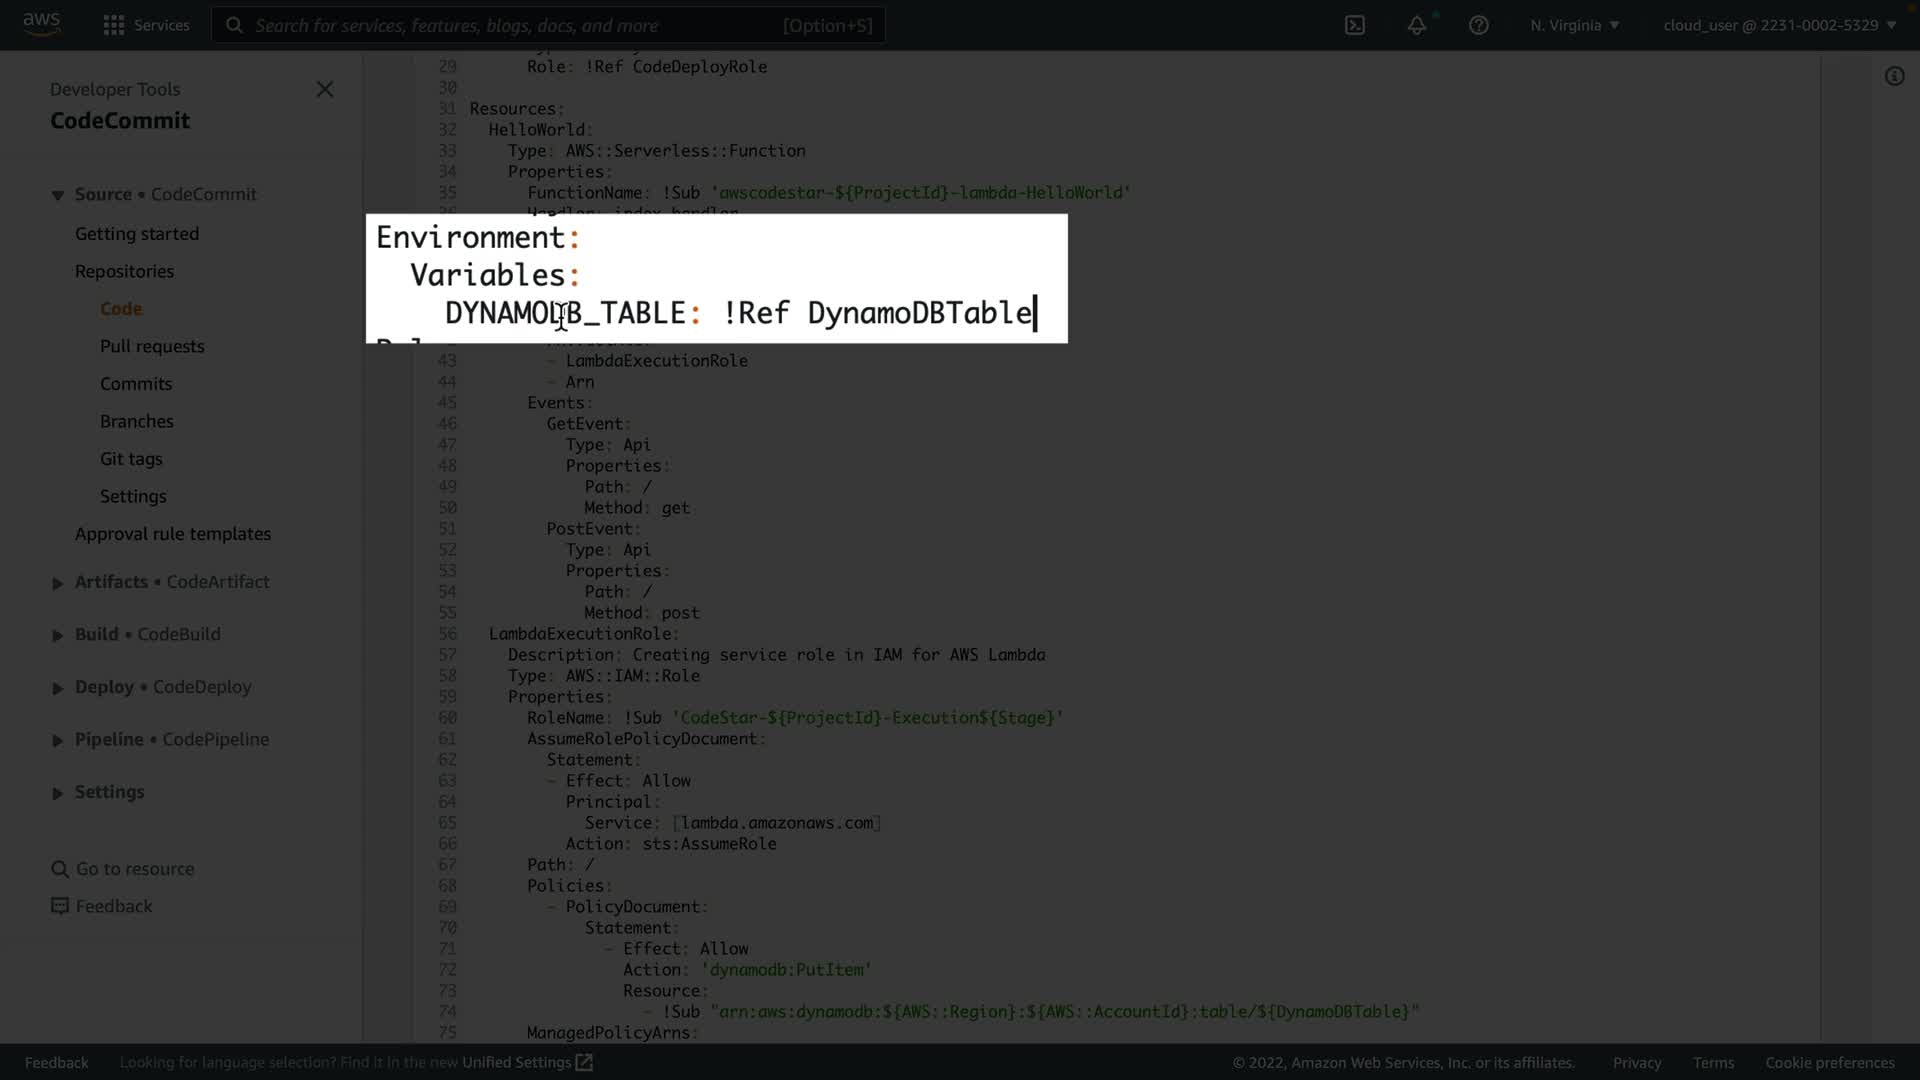 aws
Services
Search for services, features, blogs, docs, and more
[Option+S]
N. Virginia
cloud_user @ 2231-0002-5329
Developer Tools
CodeCommit
Source • CodeCommit
Getting started
Repositories
Code
Pull requests
Commits
Branches
Git tags
Settings
Approval rule templates
Artifacts • CodeArtifact
Build • CodeBuild
Deploy • CodeDeploy
Pipeline • CodePipeline
Settings
Go to resource
Feedback
29 Role: !Ref CodeDeployRole
30
31 Resources:
32 HelloWorld:
33 Type: AWS::Serverless::Function
34 Properties:
35 FunctionName: !Sub 'awscodestar-${ProjectId}-lambda-HelloWorld'
Handler: index.handler
Environment:
Variables:
DYNAMODB_TABLE: !Ref DynamoDBTable
43 - LambdaExecutionRole
44 - Arn
45 Events:
46 GetEvent:
47 Type: Api
48 Properties:
49 Path: /
50 Method: get
51 PostEvent:
52 Type: Api
53 Properties:
54 Path: /
55 Method: post
56 LambdaExecutionRole:
57 Description: Creating service role in IAM for AWS Lambda
58 Type: AWS::IAM::Role
59 Properties:
60 RoleName: !Sub 'CodeStar-${ProjectId}-Execution${Stage}'
61 AssumeRolePolicyDocument:
62 Statement:
63 - Effect: Allow
64 Principal:
65 Service: [lambda.amazonaws.com]
66 Action: sts:AssumeRole
67 Path: /
68 Policies:
69 - PolicyDocument:
70 Statement:
71 - Effect: Allow
72 Action: 'dynamodb:PutItem'
73 Resource:
74 - !Sub "arn:aws:dynamodb:${AWS::Region}:${AWS::AccountId}:table/${DynamoDBTable}"
75 ManagedPolicyArns:
Feedback
Looking for language selection? Find it in the new Unified Settings
© 2022, Amazon Web Services, Inc. or its affiliates.
Privacy
Terms
Cookie preferences